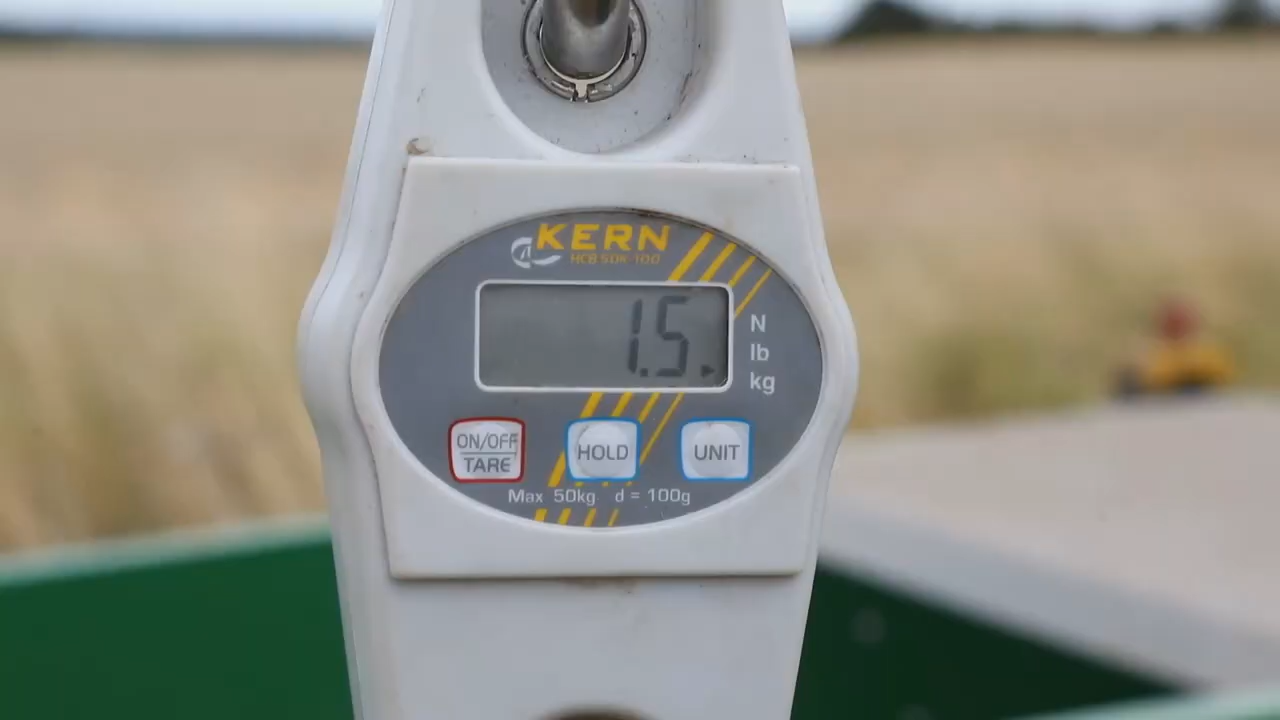 KERN
HCB 50K-100
1.5
N
lb
kg
ON/OFF
TARE
HOLD
UNIT
Max 50kg d = 100g